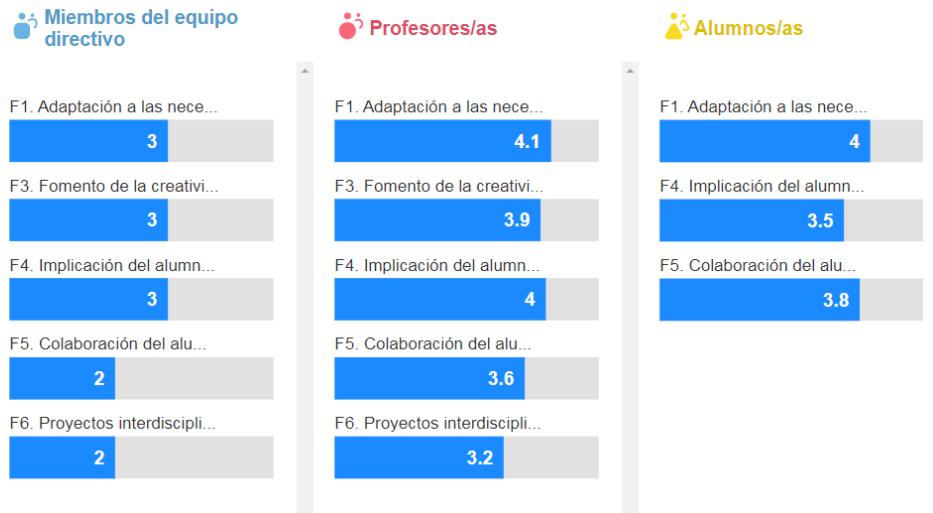 Miembros del equipo
directivo
F1. Adaptación a las nece...
3
F3. Fomento de la creativi...
3
F4. Implicación del alumn...
3
F5. Colaboración del alu...
2
F6. Proyectos interdiscipli...
2
Profesores/as
F1. Adaptación a las nece...
4.1
F3. Fomento de la creativi...
3.9
F4. Implicación del alumn...
4
F5. Colaboración del alu...
3.6
F6. Proyectos interdiscipli...
3.2
Alumnos/as
F1. Adaptación a las nece...
4
F4. Implicación del alumn...
3.5
F5. Colaboración del alu...
3.8